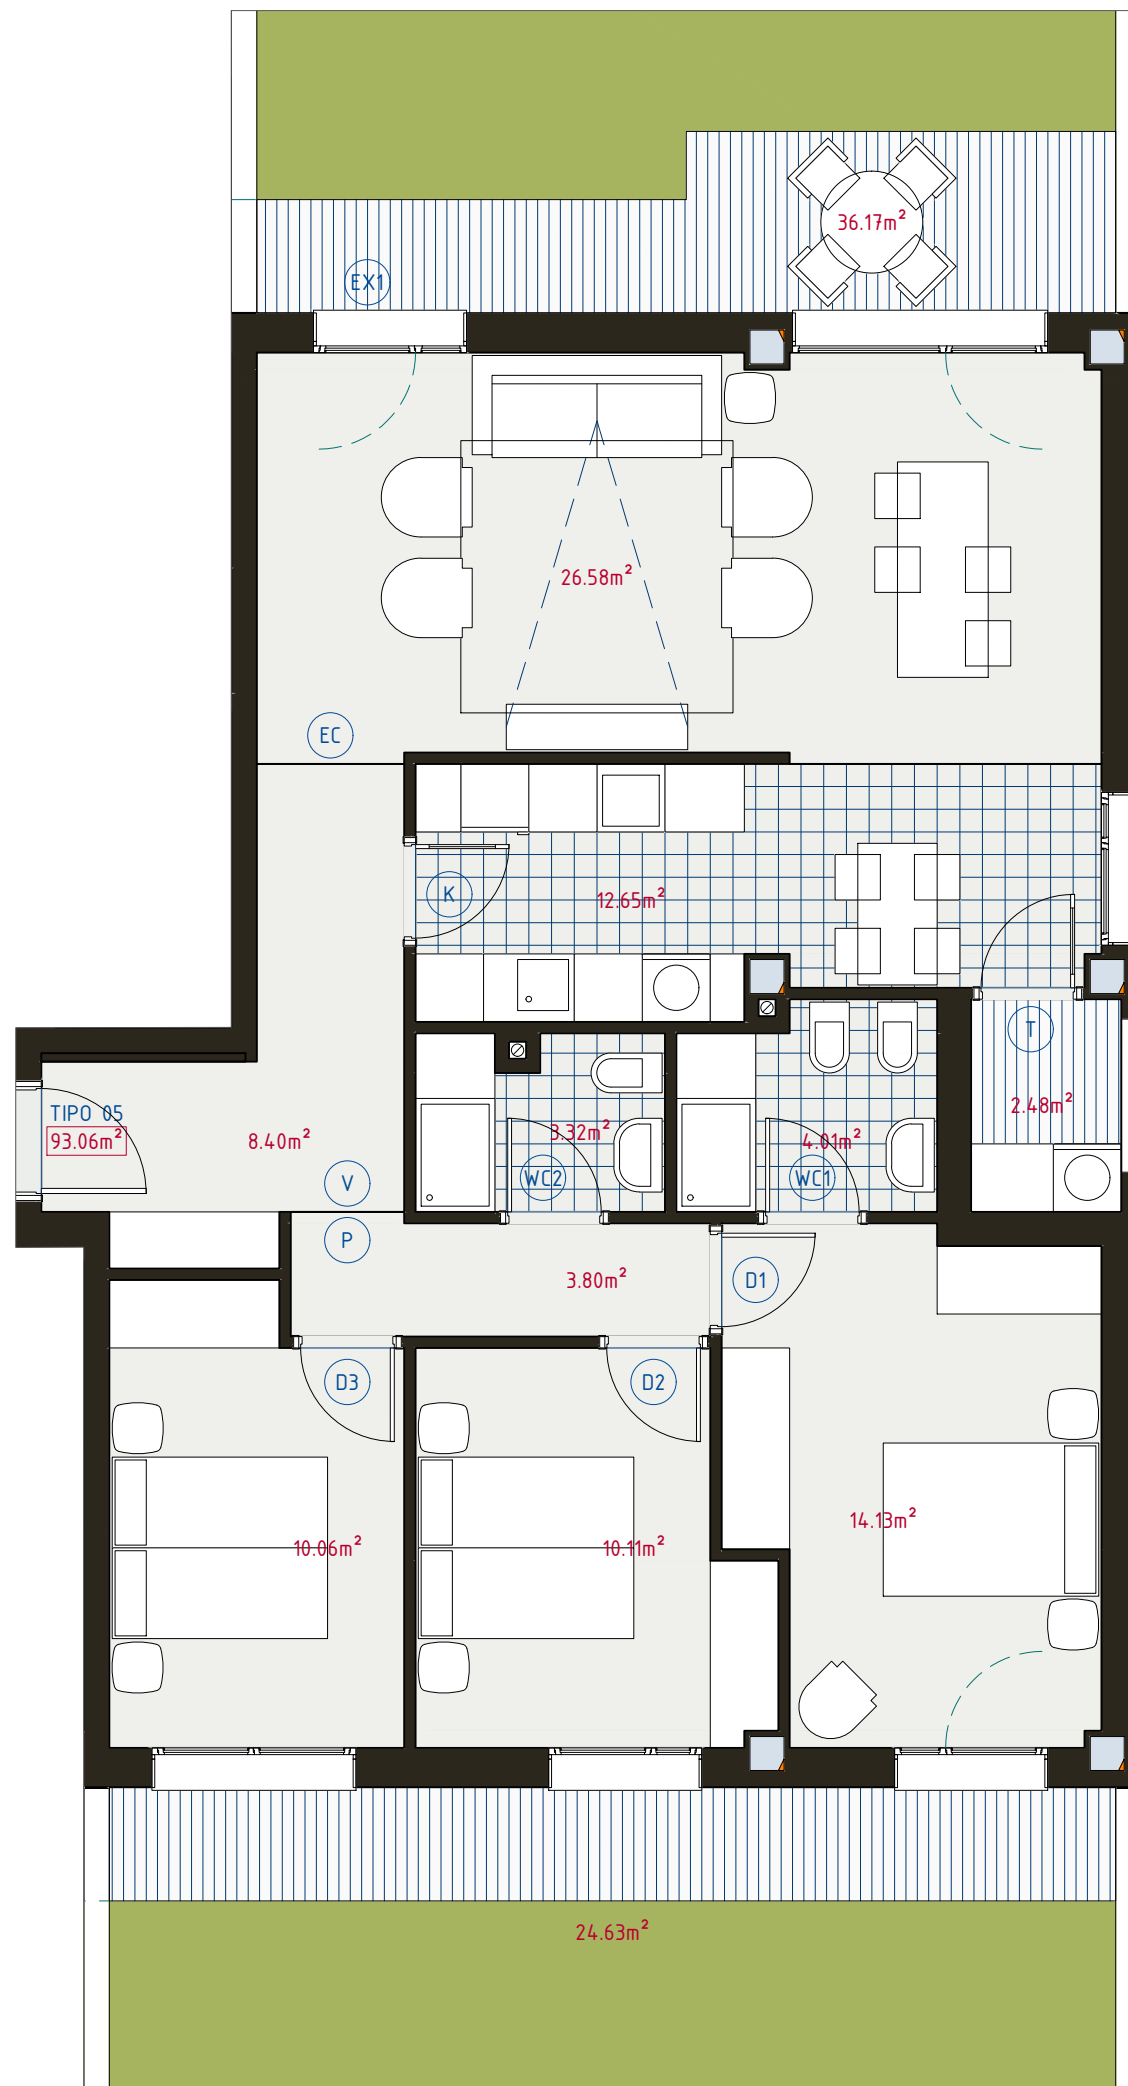 36.17m²
EX1
26.58m²
EC
K
12.65m²
T
2.48m²
TIPO 05
93.06m²
8.40m²
3.32m²
4.01m²
WC2
WC1
V
P
3.80m²
D1
D3
D2
14.13m²
10.06m²
10.11m²
24.63m²